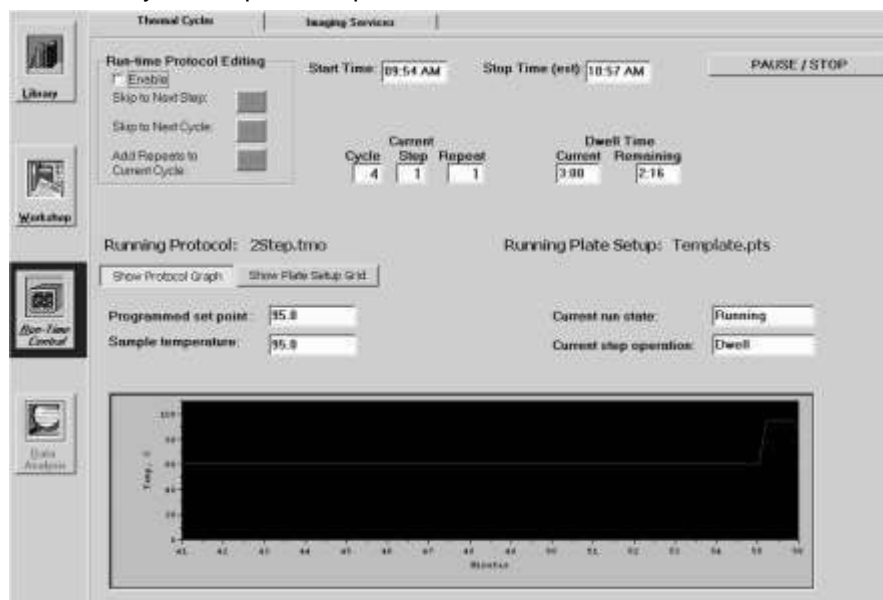 Thermal Cycler
Imaging Services
Library
Workshop
Run-Time
Control
Data
Analysis
Run-time Protocol Editing
Enable
Skip to Next Step:
Skip to Next Cycle:
Add Repeats to
Current Cycle:
Start Time: 09:54 AM
Stop Time (est) 10:57 AM
PAUSE / STOP
Current
Cycle Step Repeat
4 1 1
Dwell Time
Current Remaining
3:00 2:16
Running Protocol: 2Step.tmo
Running Plate Setup: Template.pts
Show Protocol Graph
Show Plate Setup Grid
Programmed set point: 95.0
Sample temperature: 95.0
Current run state: Running
Current step operation: Dwell
Temp, C
Minutes